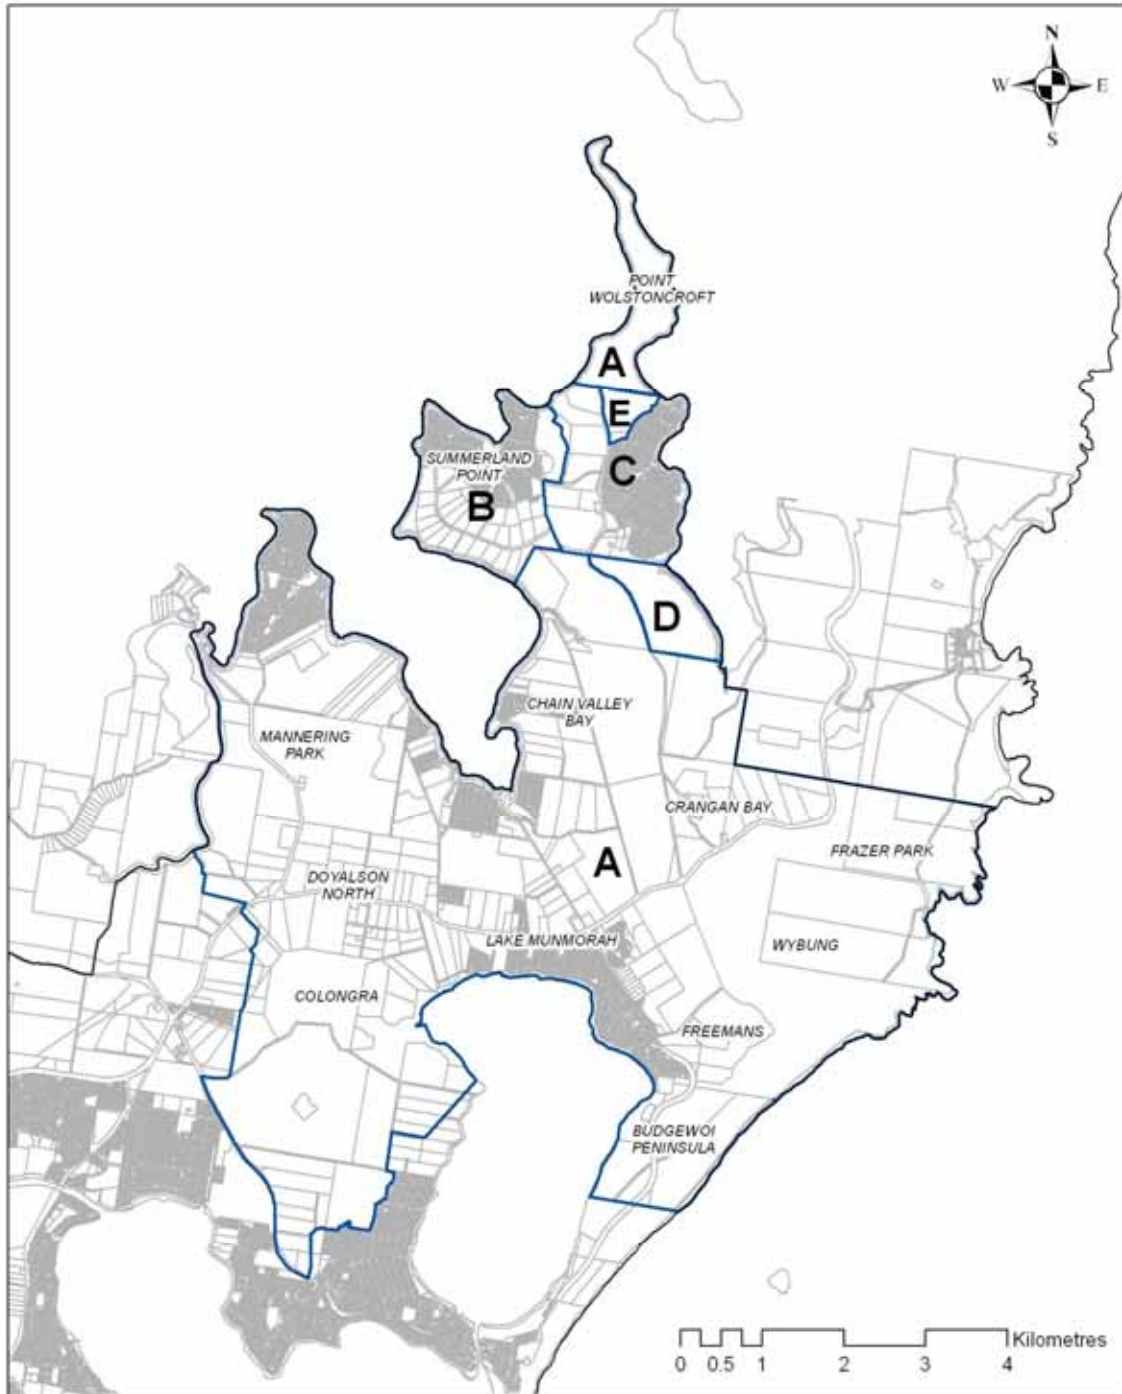 N
W E
S
POINT
WOLSTONCROFT
A
E
SUMMERLAND
POINT
C
B
D
CHAIN VALLEY
BAY
MANNERING
PARK
CRANGAN BAY
FRAZER PARK
A
DOYALSON
NORTH
LAKE MUNMORAH
WYBUNG
COLONGRA
FREEMANS
BUDGEWOI
PENINSULA
Kilometres
0 0.5 1 2 3 4